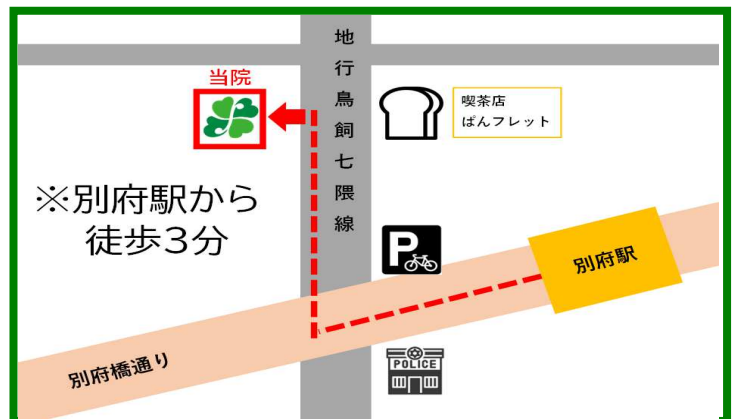 地行鳥飼七隈線
当院
喫茶店
ぱんフレット
※別府駅から
徒歩3分
P
別府駅
POLICE
別府橋通り